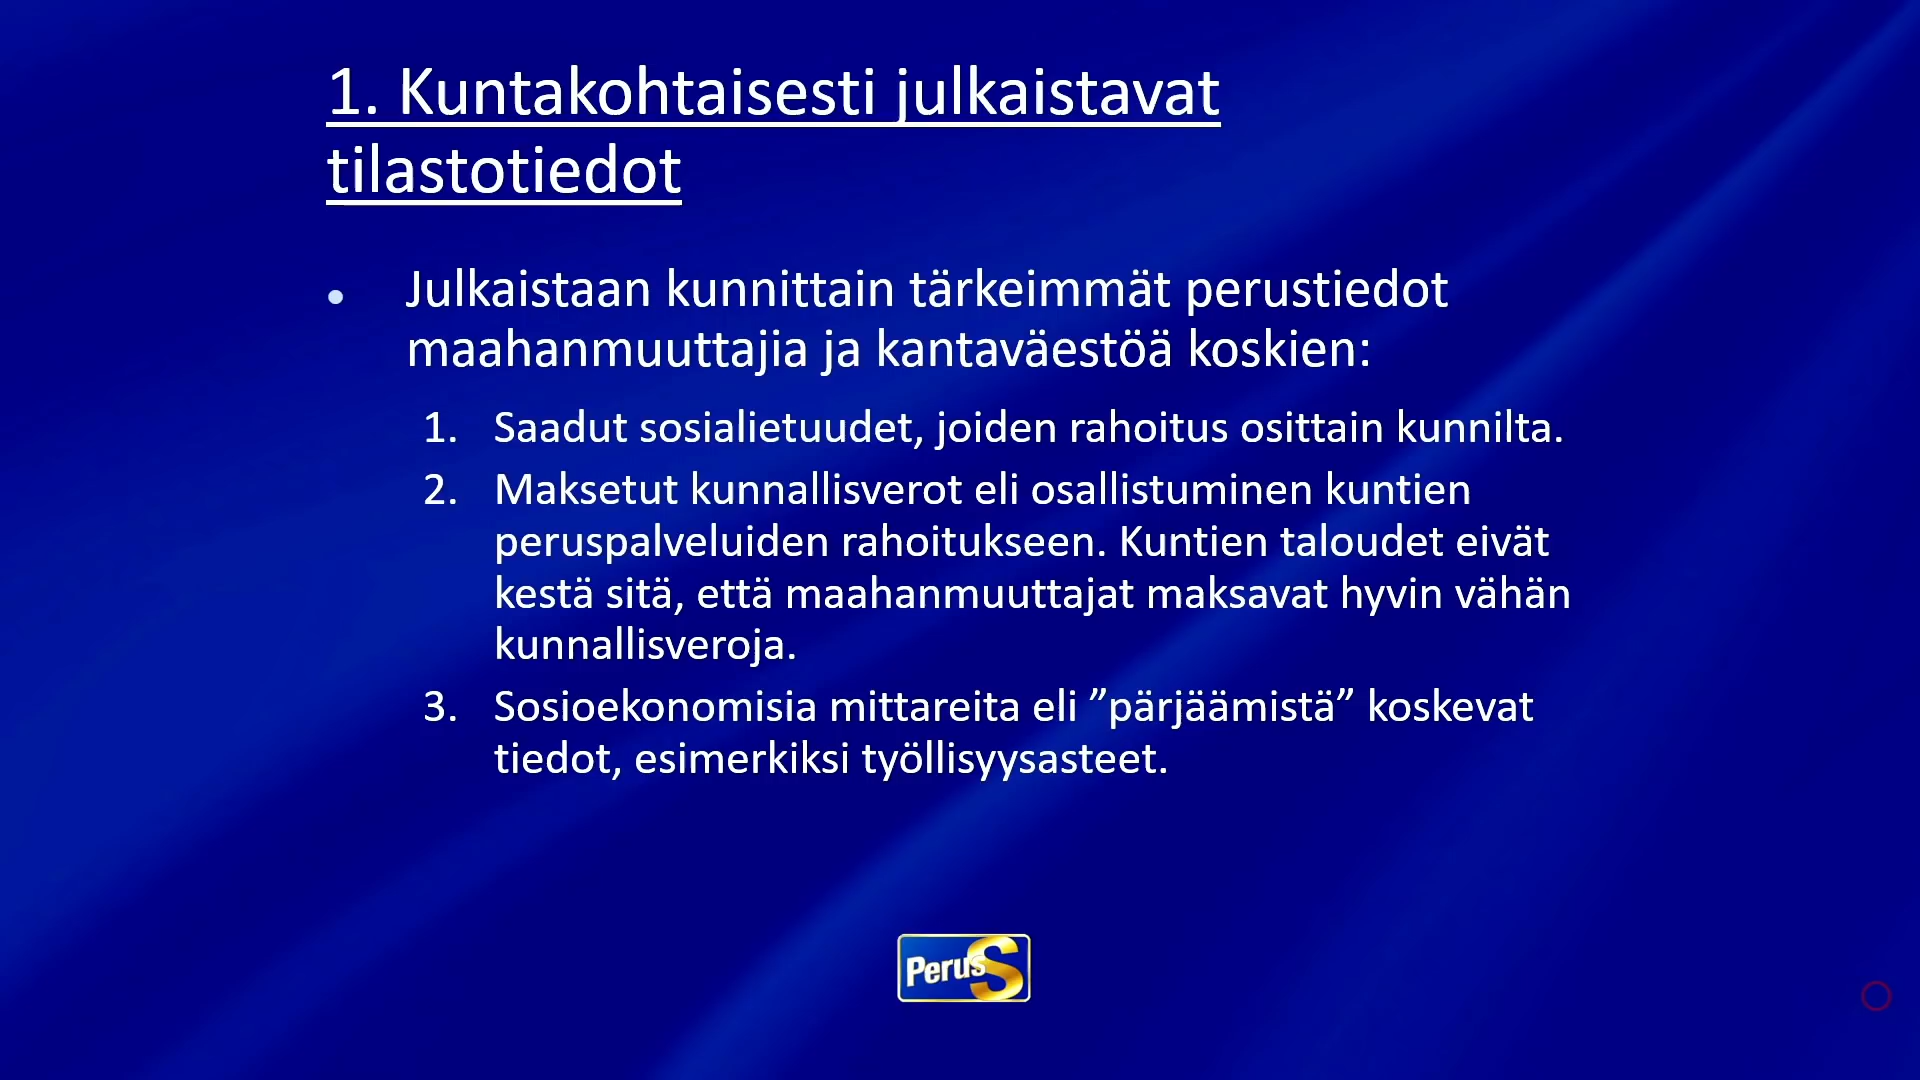 1. Kuntakohtaisesti julkaistavat
tilastotiedot
• Julkaistaan kunnittain tärkeimmät perustiedot
maahanmuuttajia ja kantaväestöä koskien:
1. Saadut sosialietuudet, joiden rahoitus osittain kunnilta.
2. Maksetut kunnallisverot eli osallistuminen kuntien
peruspalveluiden rahoitukseen. Kuntien taloudet eivät
kestä sitä, että maahanmuuttajat maksavat hyvin vähän
kunnallisveroja.
3. Sosioekonomisia mittareita eli ”pärjäämistä” koskevat
tiedot, esimerkiksi työllisyysasteet.
PerusS